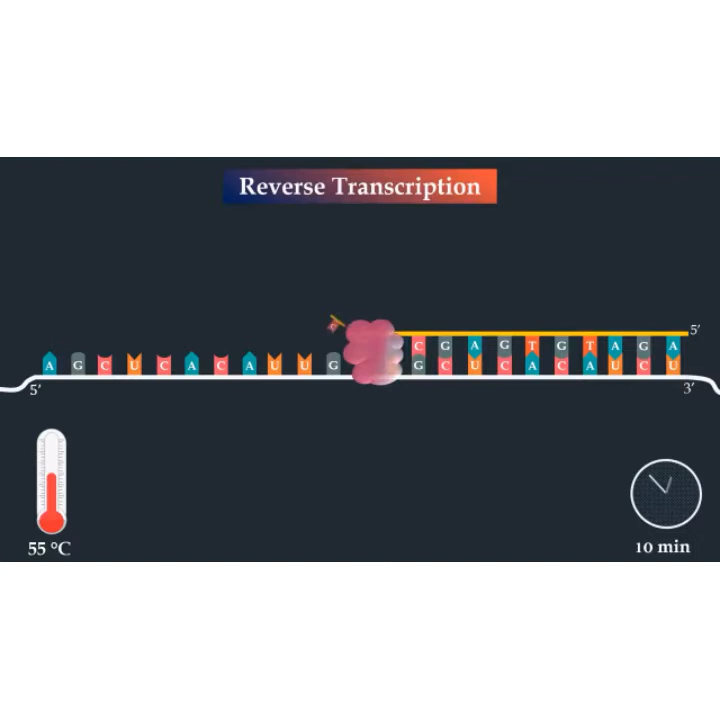 Reverse Transcription
5′
C G A G T G T A G A
A G C U C A C A U U G G C U C A C A U C U
5′ 3′
55 °C
10 min